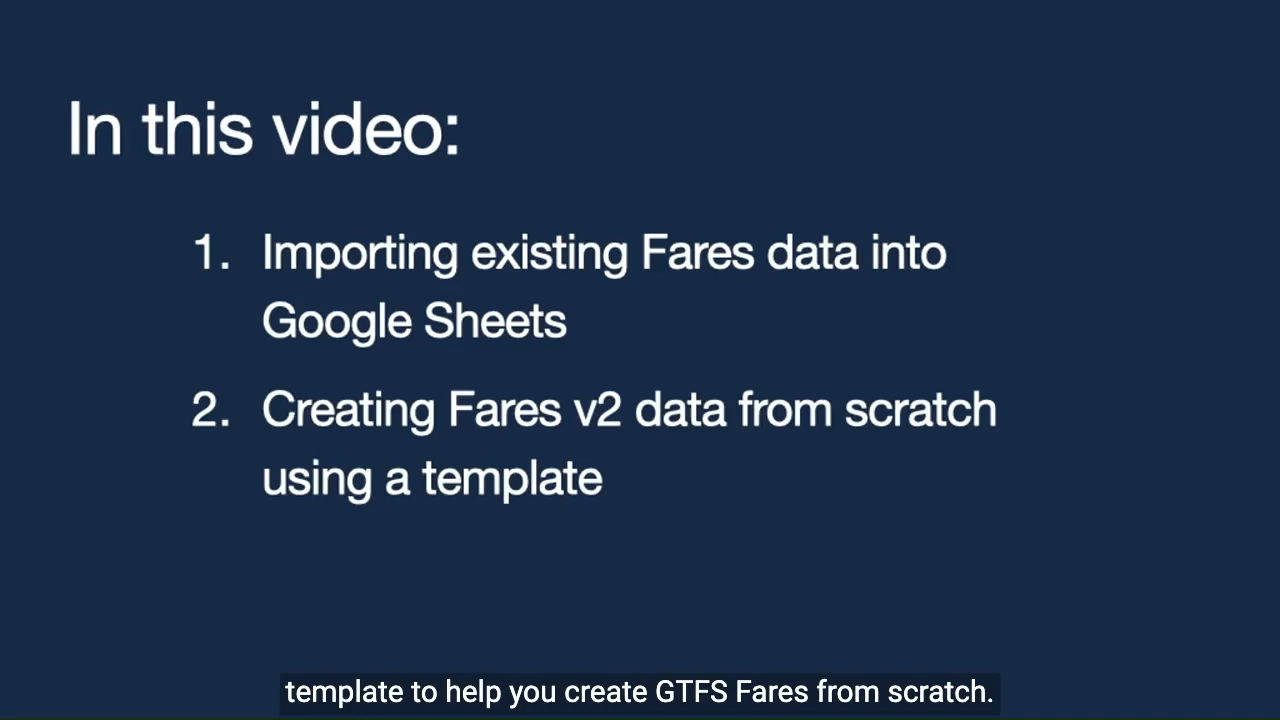 In this video:
1. Importing existing Fares data into
Google Sheets
2. Creating Fares v2 data from scratch
using a template
template to help you create GTFS Fares from scratch.